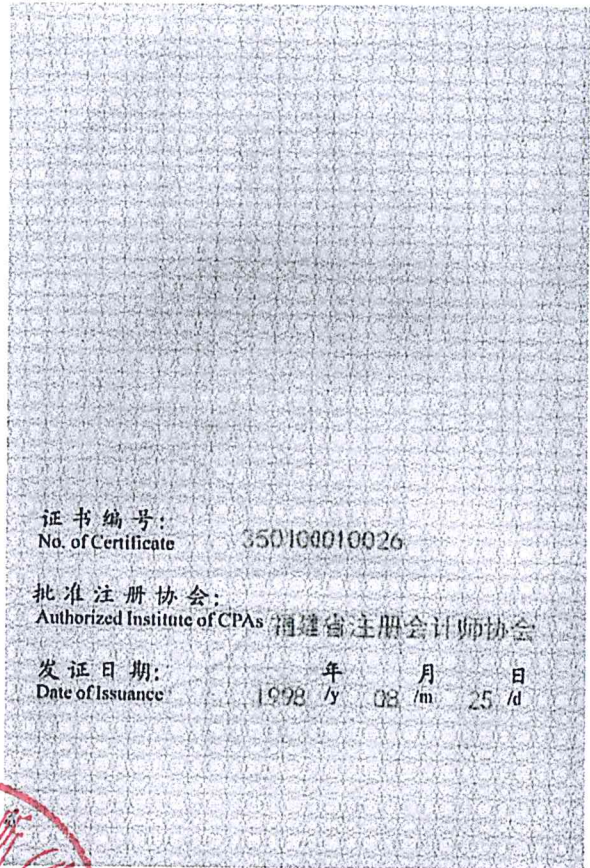 证书编号:
No. of Certificate 350100010026
批准注册协会:
Authorized Institute of CPAs 福建省注册会计师协会
发证日期: 年 月 日
Date of Issuance 1998 /y 08 /m 25 /d